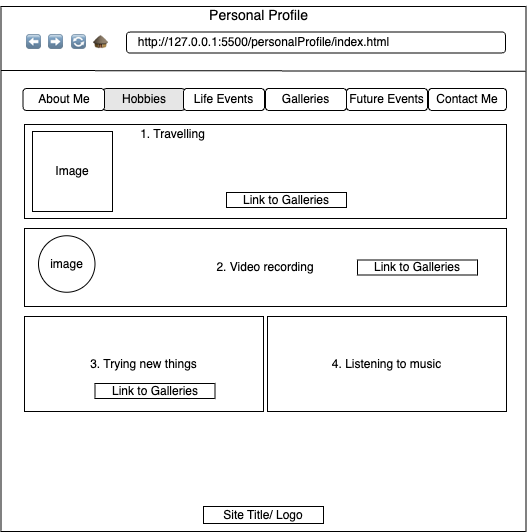 Personal Profile
http://127.0.0.1:5500/personalProfile/index.html
About Me
Hobbies
Life Events
Galleries
Future Events
Contact Me
1. Travelling
Image
Link to Galleries
image
2. Video recording
Link to Galleries
3. Trying new things
Link to Galleries
4. Listening to music
Site Title/ Logo